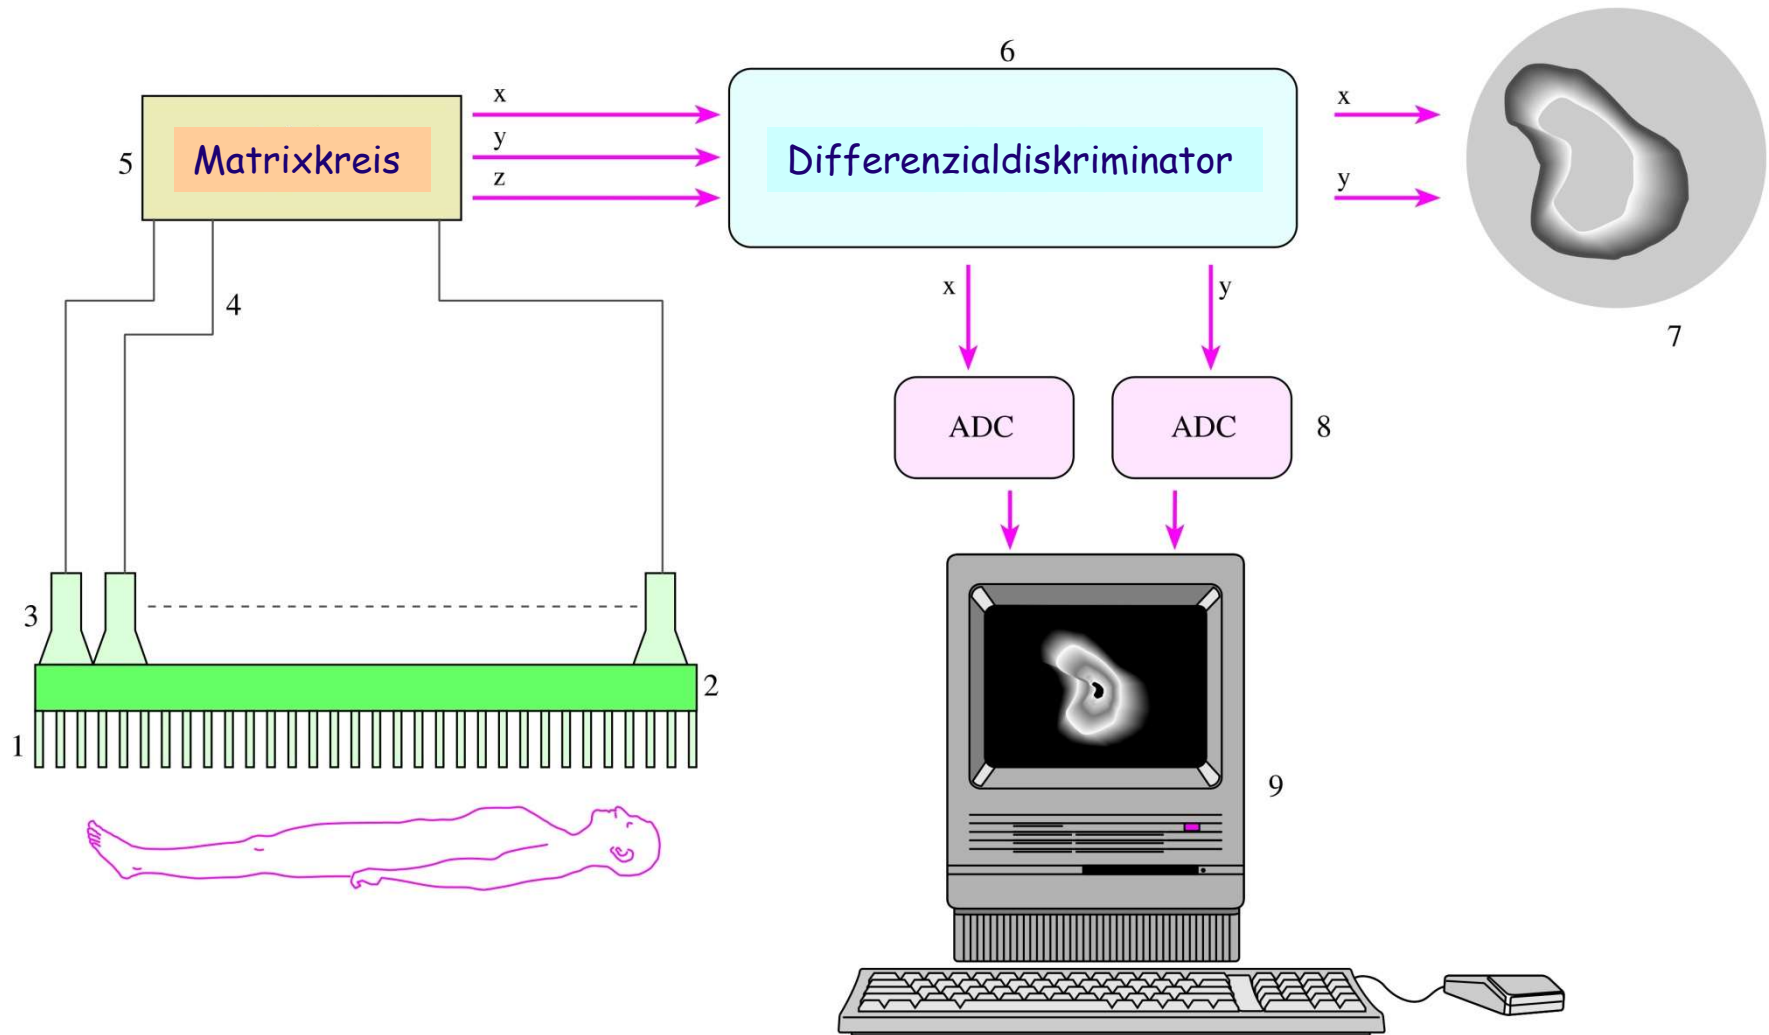 6
x
x
5
Matrixkreis
y
Differenzialdiskriminator
z
y
4
x
y
7
ADC
ADC
8
3
2
1
9